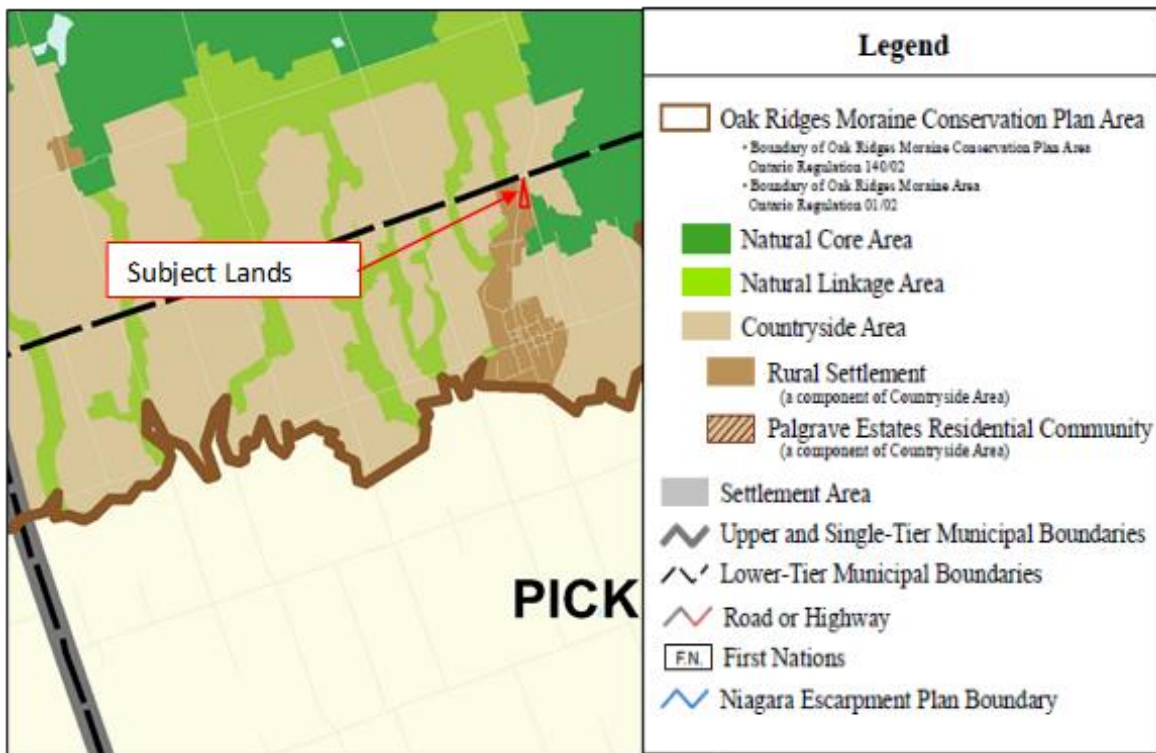 Subject Lands
PICK
Legend
Oak Ridges Moraine Conservation Plan Area
• Boundary of Oak Ridges Moraine Conservation Plan Area
Ontario Regulation 140/02
• Boundary of Oak Ridges Moraine Area
Ontario Regulation 01/02
Natural Core Area
Natural Linkage Area
Countryside Area
Rural Settlement
(a component of Countryside Area)
Palgrave Estates Residential Community
(a component of Countryside Area)
Settlement Area
Upper and Single-Tier Municipal Boundaries
Lower-Tier Municipal Boundaries
Road or Highway
F.N. First Nations
Niagara Escarpment Plan Boundary